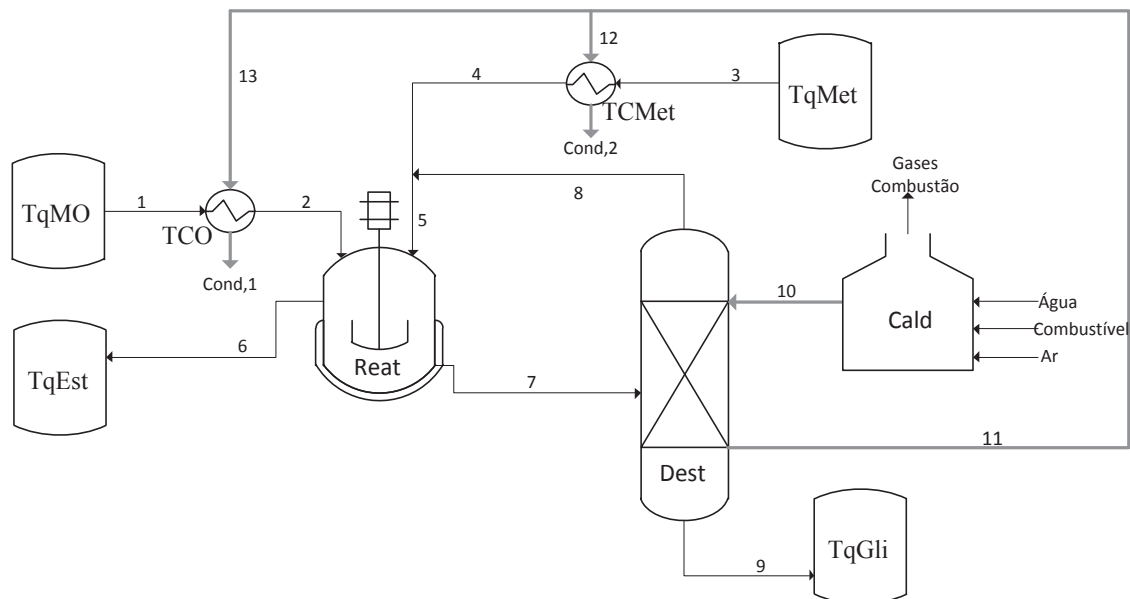 12
13
4
3
TCMet
TqMet
Cond,2
Gases
Combustão
8
TqMO
1
2
TCO
5
Cond,1
10
Cald
Água
Combustível
Ar
6
TqEst
Reat
7
11
Dest
9
TqGli